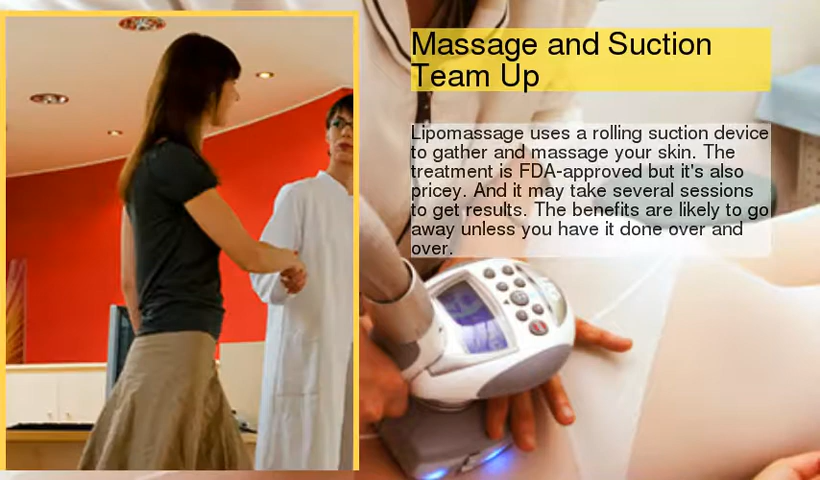 Massage and Suction
Team Up
Lipomassage uses a rolling suction device
to gather and massage your skin. The
treatment is FDA-approved but it's also
pricey. And it may take several sessions
to get results. The benefits are likely to go
away unless you have it done over and
over.